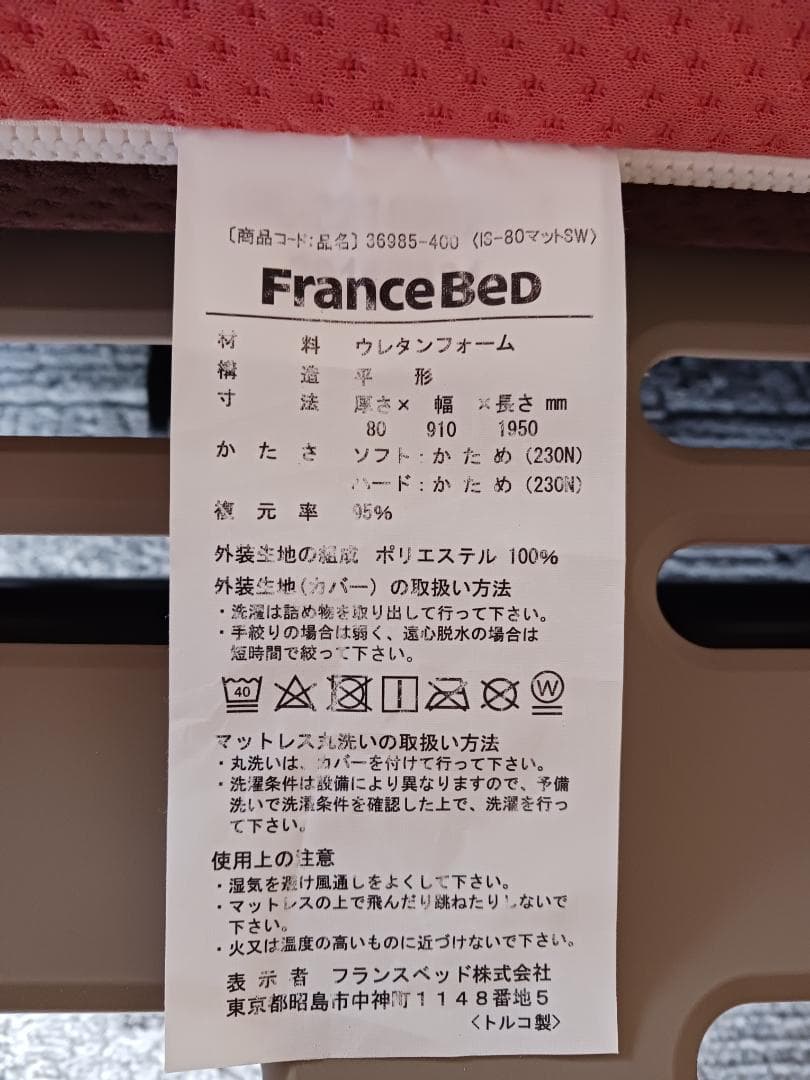 〔商品コード:品名〕36985-400〈IS-80マットSW〉
FranceBeD
材料 ウレタンフォーム
構造 平形
寸法 厚さ×幅×長さ mm
80 910 1950
かたさ ソフト:かため(230N)
ハード:かため(230N)
複元率 95%
外装生地の組成 ポリエステル 100%
外装生地(カバー)の取扱い方法
・洗濯は詰め物を取り出して行って下さい。
・手絞りの場合は弱く、遠心脱水の場合は
短時間で絞って下さい。
40 W
マットレス丸洗いの取扱い方法
・丸洗いは、カバーを付けて行って下さい。
・洗濯条件は設備により異なりますので、予備
洗いで洗濯条件を確認した上で、洗濯を行っ
て下さい。
使用上の注意
・湿気を避け風通しをよくして下さい。
・マットレスの上で飛んだり跳ねたりしないで
下さい。
・火又は温度の高いものに近づけないで下さい。
表示者 フランスベッド株式会社
東京都昭島市中神町1148番地5
〈トルコ製〉